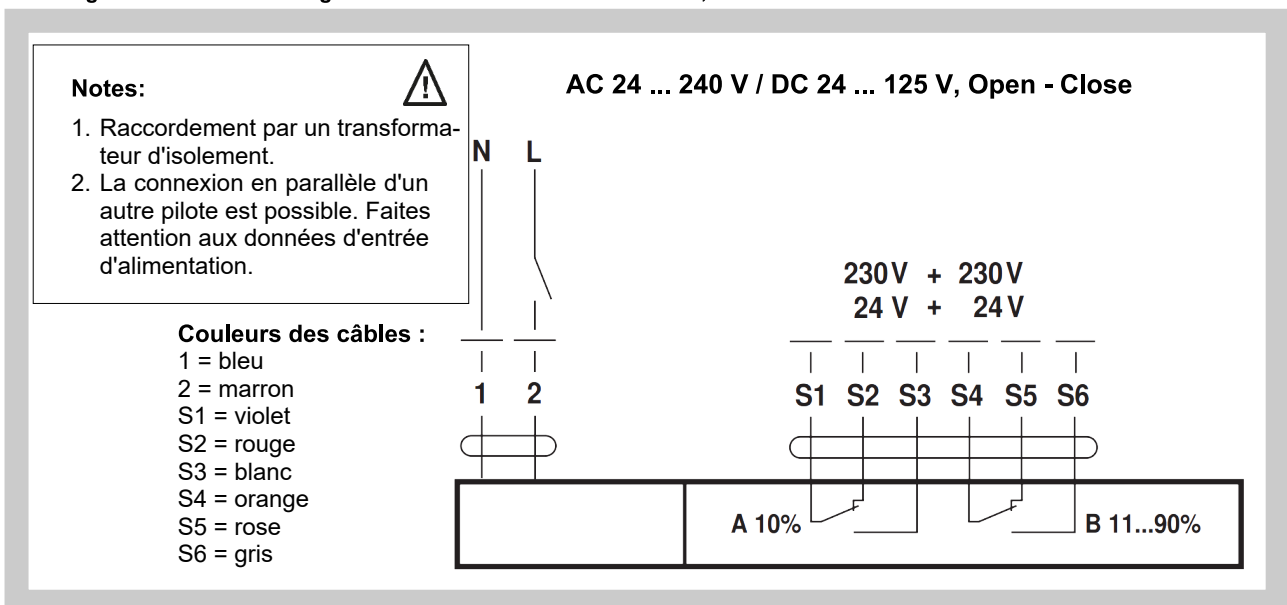 Notes:
1. Raccordement par un transforma-
teur d'isolement.
2. La connexion en parallèle d'un
autre pilote est possible. Faites
attention aux données d'entrée
d'alimentation.
AC 24 ... 240 V / DC 24 ... 125 V, Open - Close
N L
230 V + 230 V
24 V + 24 V
Couleurs des câbles :
1 = bleu
2 = marron
S1 = violet
S2 = rouge
S3 = blanc
S4 = orange
S5 = rose
S6 = gris
1 2
S1 S2 S3 S4 S5 S6
A 10%
B 11...90%